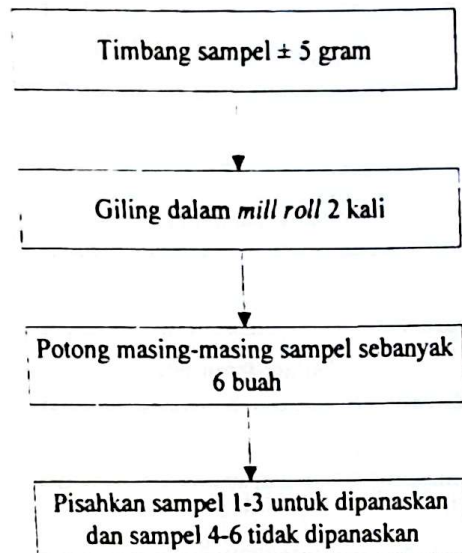 Timbang sampel ± 5 gram
Giling dalam mill roll 2 kali
Potong masing-masing sampel sebanyak
6 buah
Pisahkan sampel 1-3 untuk dipanaskan
dan sampel 4-6 tidak dipanaskan